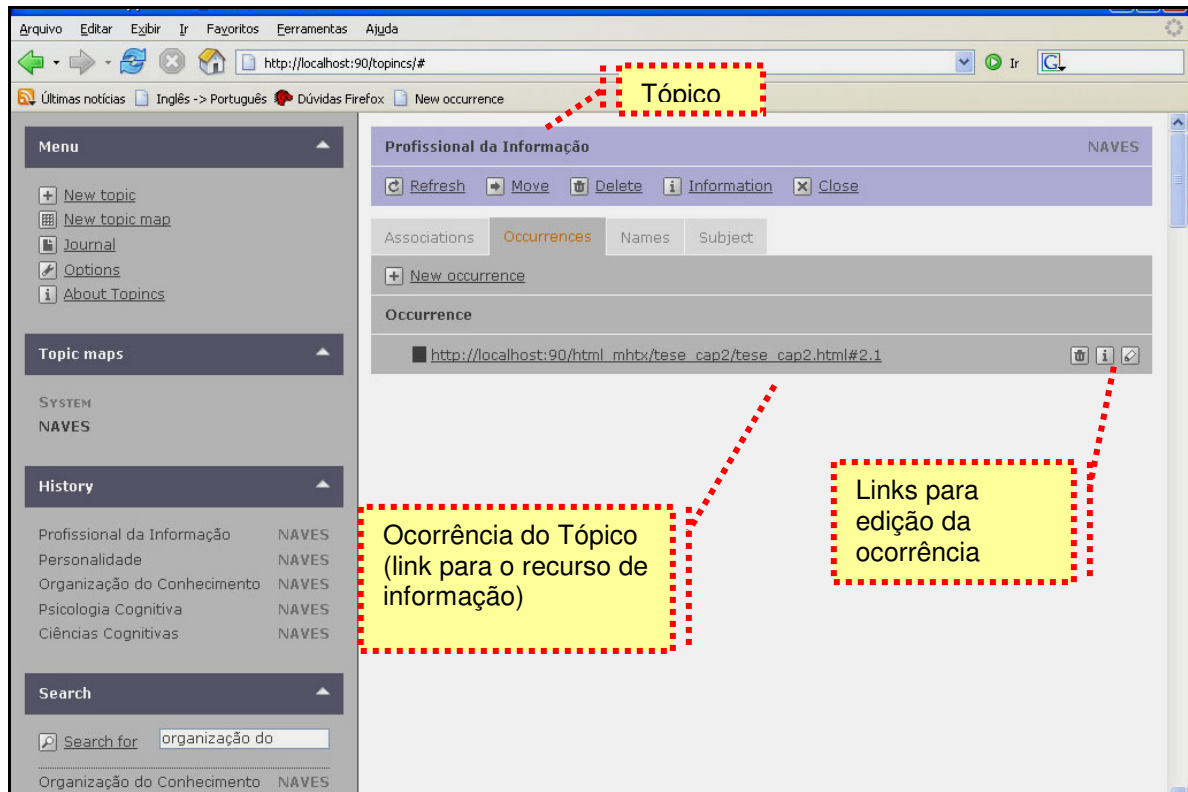 Arquivo Editar Exibir Ir Favoritos Ferramentas Ajuda
http://localhost:90/topincs/# Ir G
Últimas notícias Inglês -> Português Dúvidas Firefox New occurrence
Tópico
Menu
New topic
New topic map
Journal
Options
About Topincs
Topic maps
SYSTEM
NAVES
History
Profissional da Informação NAVES
Personalidade NAVES
Organização do Conhecimento NAVES
Psicologia Cognitiva NAVES
Ciências Cognitivas NAVES
Search
Search for organização do
Organização do Conhecimento NAVES
Profissional da Informação NAVES
Refresh Move Delete Information Close
Associations Occurrences Names Subject
New occurrence
Occurrence
http://localhost:90/html_mhtx/tese_cap2/tese_cap2.html#2.1
Ocorrência do Tópico
(link para o recurso de
informação)
Links para
edição da
ocorrência